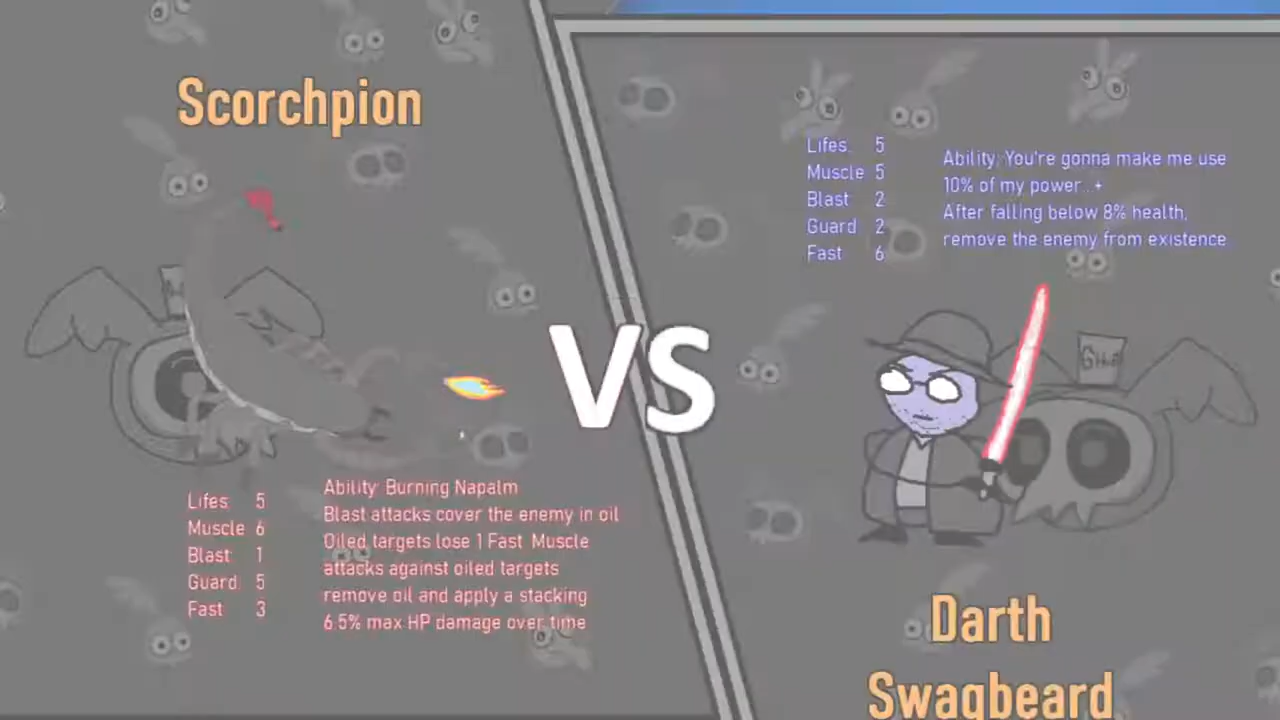 Scorchpion
Lifes 5
Muscle 6
Blast 1
Guard 5
Fast 3
Ability: Burning Napalm
Blast attacks cover the enemy in oil
Oiled targets lose 1 Fast Muscle
attacks against oiled targets
remove oil and apply a stacking
6.5% max HP damage over time
VS
Lifes 5
Muscle 5
Blast 2
Guard 2
Fast 6
Ability: You're gonna make me use
10% of my power...+
After falling below 8% health,
remove the enemy from existence
Darth
Swagbeard